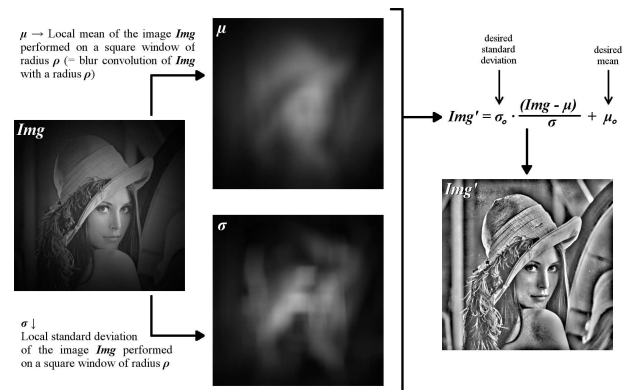 μ → Local mean of the image Img
performed on a square window of
radius ρ (= blur convolution of Img
with a radius ρ)
μ
Img
σ
σ ↓
Local standard deviation
of the image Img performed
on a square window of radius ρ
desired
standard
deviation
desired
mean
Img' = σₒ · (Img - μ) / σ + μₒ
Img'